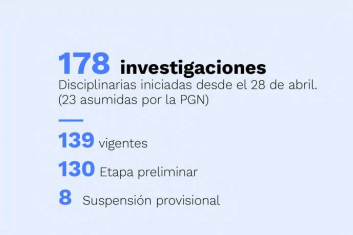 178 investigaciones
Disciplinarias iniciadas desde el 28 de abril.
(23 asumidas por la PGN)
139 vigentes
130 Etapa preliminar
8 Suspensión provisional